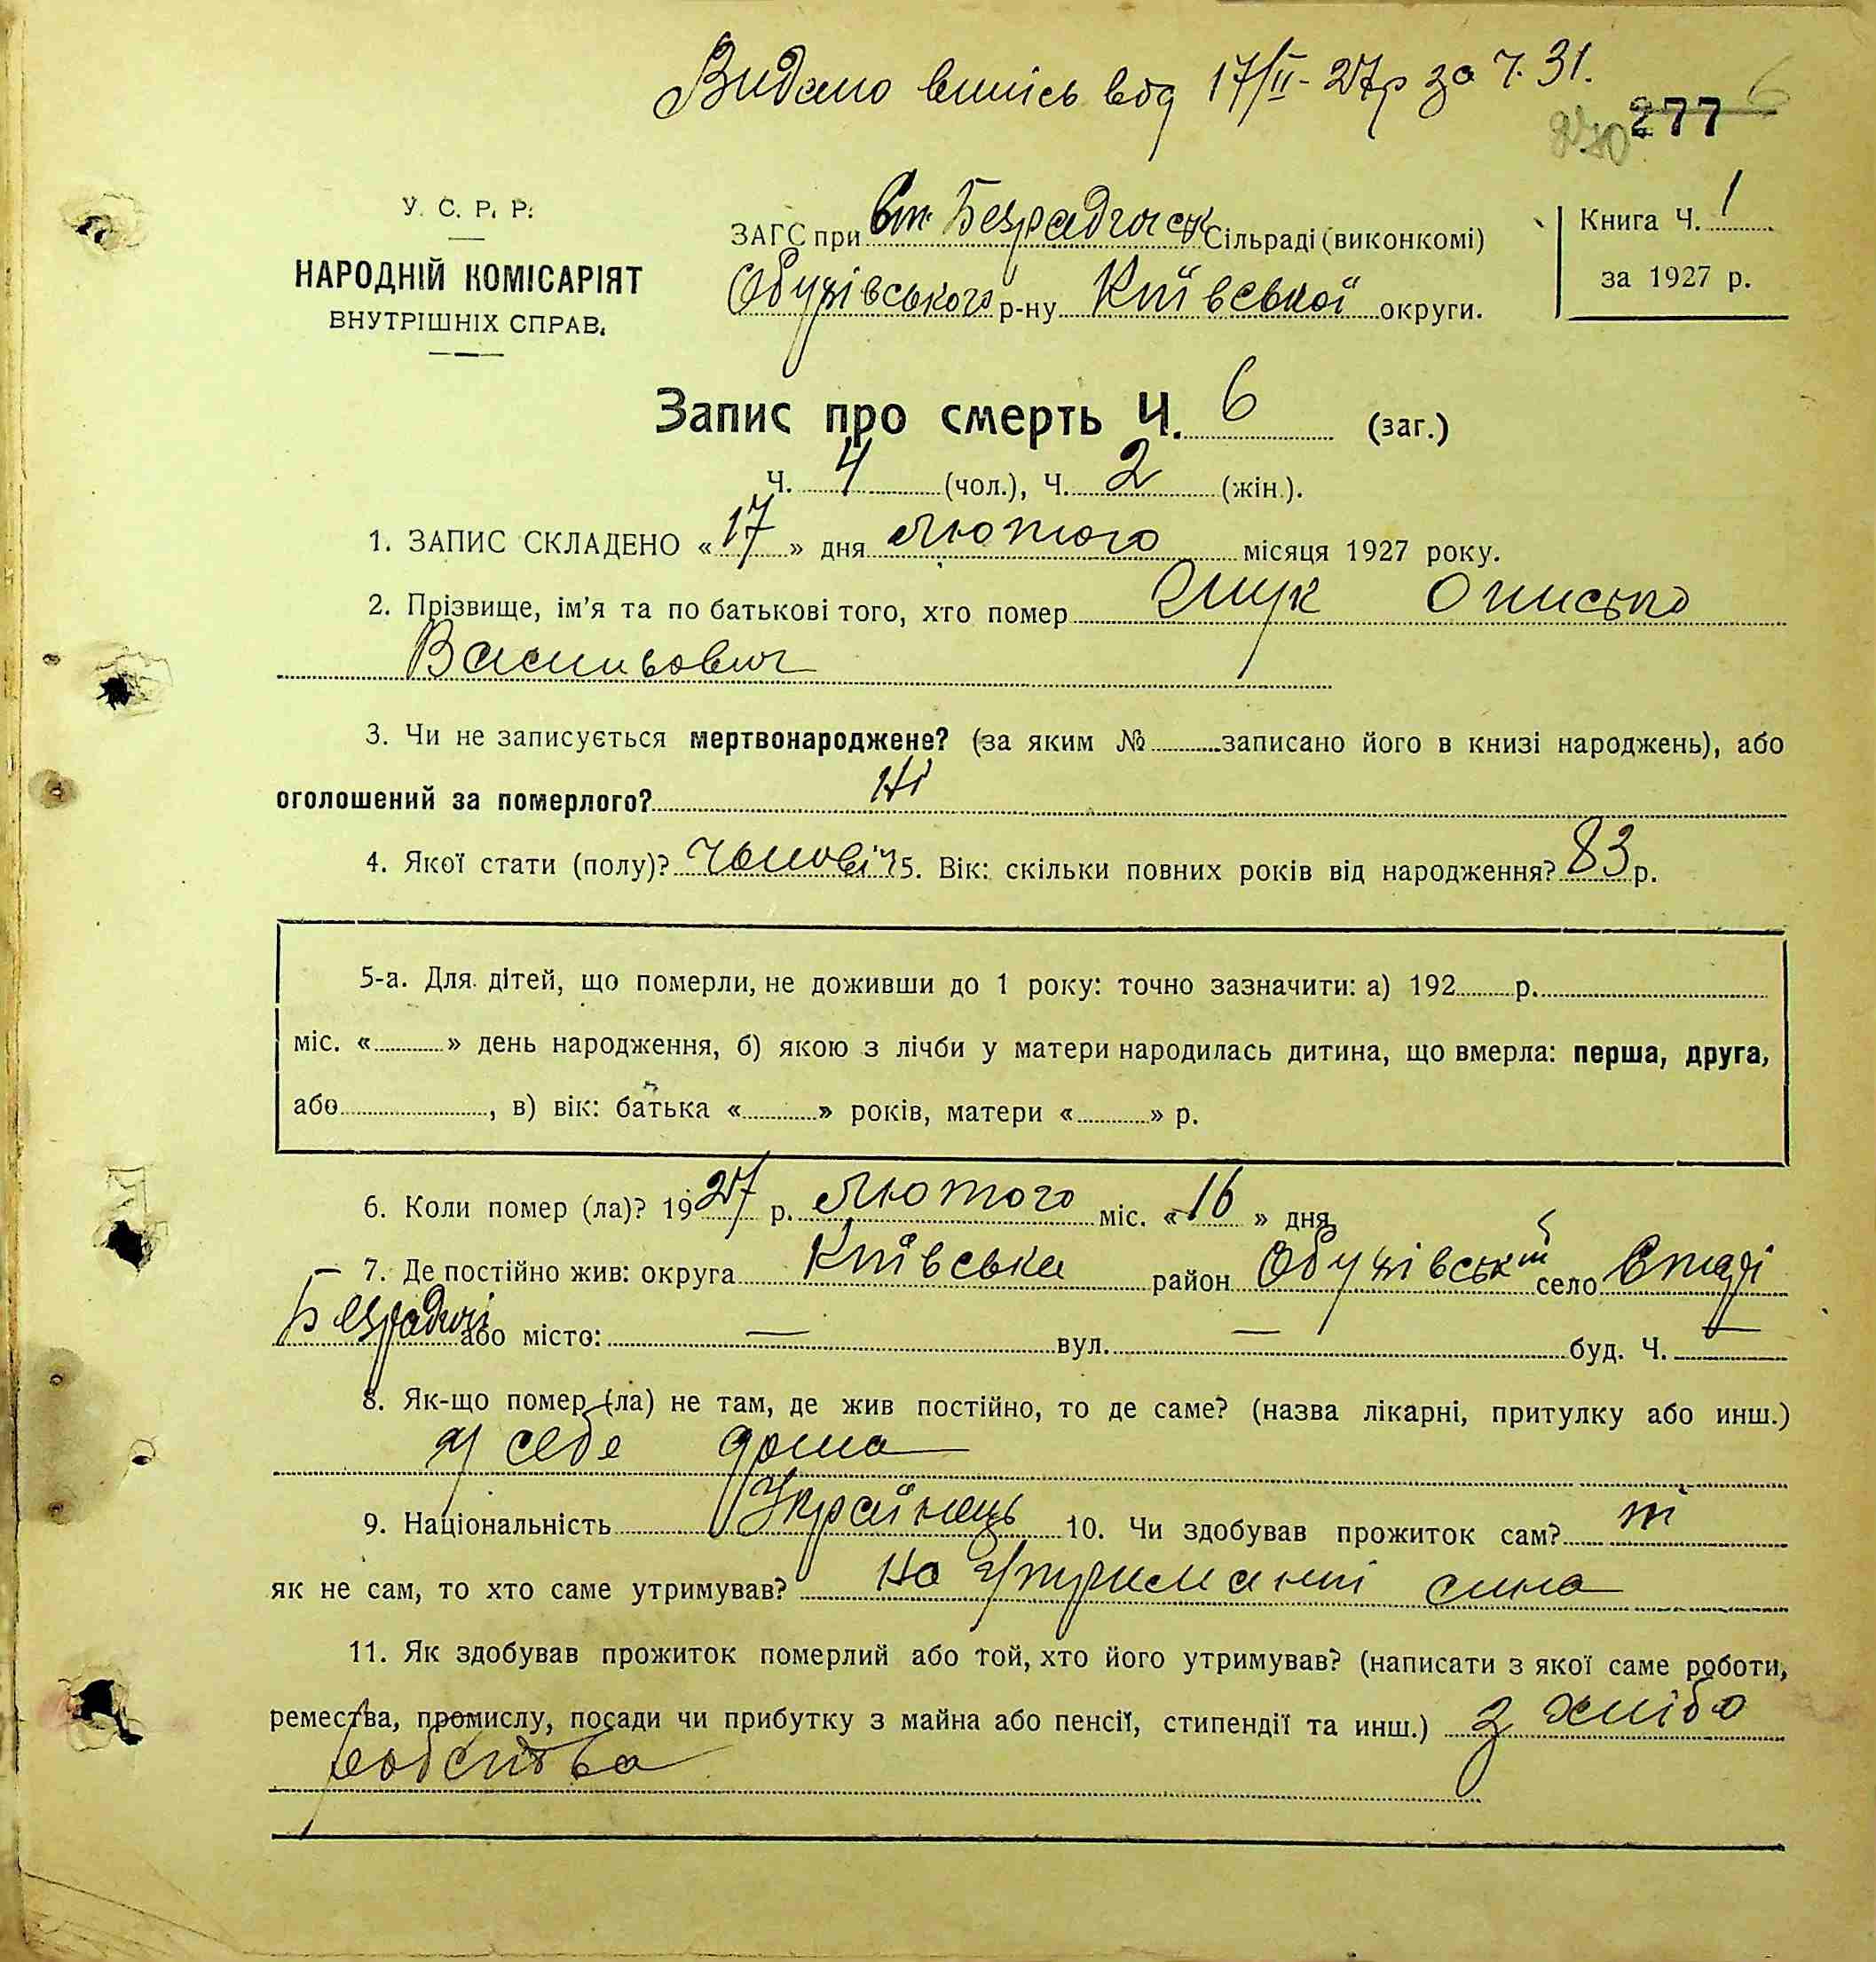 Видано випись від 17/II-27р за Ч. 31.
277 6
270
У. С. Р. Р.
НАРОДНІЙ КОМІСАРІЯТ
ВНУТРІШНІХ СПРАВ.
ЗАГС при Ст. Безрадчиськ Сільраді (виконкомі)
Обухівського р-ну Київської округи.
Книга Ч. 1
за 1927 р.
Запис про смерть Ч. 6 (заг.)
Ч. 4 (чол.), Ч. 2 (жін.).
1. ЗАПИС СКЛАДЕНО «17» дня лютого місяця 1927 року.
2. Прізвище, ім'я та по батькові того, хто помер
Васильович
3. Чи не записується мертвонароджене? (за яким № записано його в книзі народжень), або
оголошений за померлого? Ні
4. Якої стати (полу)? Чоловіч 5. Вік: скільки повних років від народження? 83 р.
5-а. Для дітей, що померли, не доживши до 1 року: точно зазначити: а) 192 р.
міс. « » день народження, б) якою з лічби у матери народилась дитина, що вмерла: перша, друга,
або , в) вік: батька « » років, матери « » р.
6. Коли помер (ла)? 1927 р. лютого міс. «16» дня
7. Де постійно жив: округа Київська район Обухівський село Старі
Безрадичі або місто: — вул. — буд. Ч. —
8. Як-що помер (ла) не там, де жив постійно, то де саме? (назва лікарні, притулку або инш.)
у себе дома
9. Національність Українець 10. Чи здобував прожиток сам? ні
як не сам, то хто саме утримував? на утриманні сина
11. Як здобував прожиток померлий або той, хто його утримував? (написати з якої саме роботи,
ремества, промислу, посади чи прибутку з майна або пенсії, стипендії та инш.) з хлібо
робства